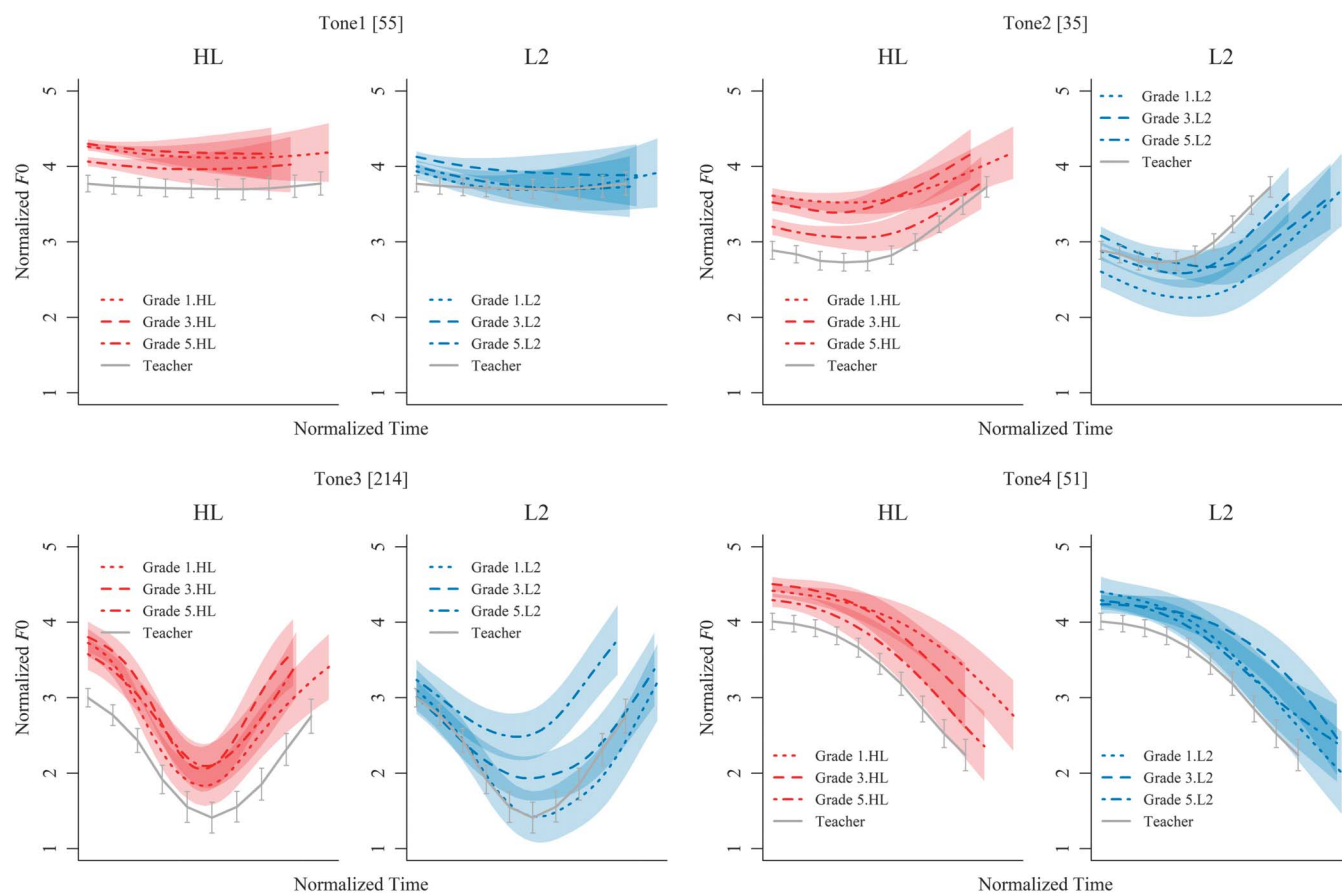 Tone1 [55]
HL
L2
Normalized F0
5
4
3
2
1
Grade 1.HL
Grade 3.HL
Grade 5.HL
Teacher
Grade 1.L2
Grade 3.L2
Grade 5.L2
Teacher
Normalized Time
Tone2 [35]
HL
L2
Normalized F0
5
4
3
2
1
Grade 1.HL
Grade 3.HL
Grade 5.HL
Teacher
Grade 1.L2
Grade 3.L2
Grade 5.L2
Teacher
Normalized Time
Tone3 [214]
HL
L2
Normalized F0
5
4
3
2
1
Grade 1.HL
Grade 3.HL
Grade 5.HL
Teacher
Grade 1.L2
Grade 3.L2
Grade 5.L2
Teacher
Normalized Time
Tone4 [51]
HL
L2
Normalized F0
5
4
3
2
1
Grade 1.HL
Grade 3.HL
Grade 5.HL
Teacher
Grade 1.L2
Grade 3.L2
Grade 5.L2
Teacher
Normalized Time